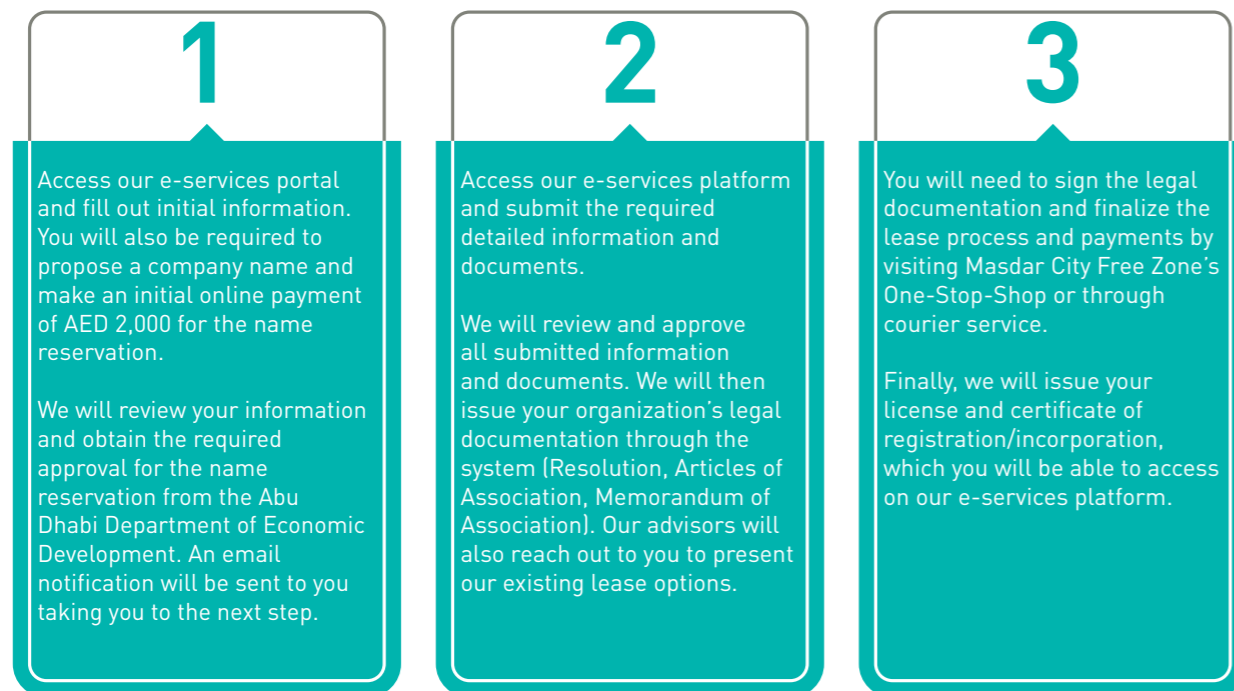 1
Access our e-services portal
and fill out initial information.
You will also be required to
propose a company name and
make an initial online payment
of AED 2,000 for the name
reservation.
We will review your information
and obtain the required
approval for the name
reservation from the Abu
Dhabi Department of Economic
Development. An email
notification will be sent to you
taking you to the next step.
2
Access our e-services platform
and submit the required
detailed information and
documents.
We will review and approve
all submitted information
and documents. We will then
issue your organization’s legal
documentation through the
system (Resolution, Articles of
Association, Memorandum of
Association). Our advisors will
also reach out to you to present
our existing lease options.
3
You will need to sign the legal
documentation and finalize the
lease process and payments by
visiting Masdar City Free Zone’s
One-Stop-Shop or through
courier service.
Finally, we will issue your
license and certificate of
registration/incorporation,
which you will be able to access
on our e-services platform.